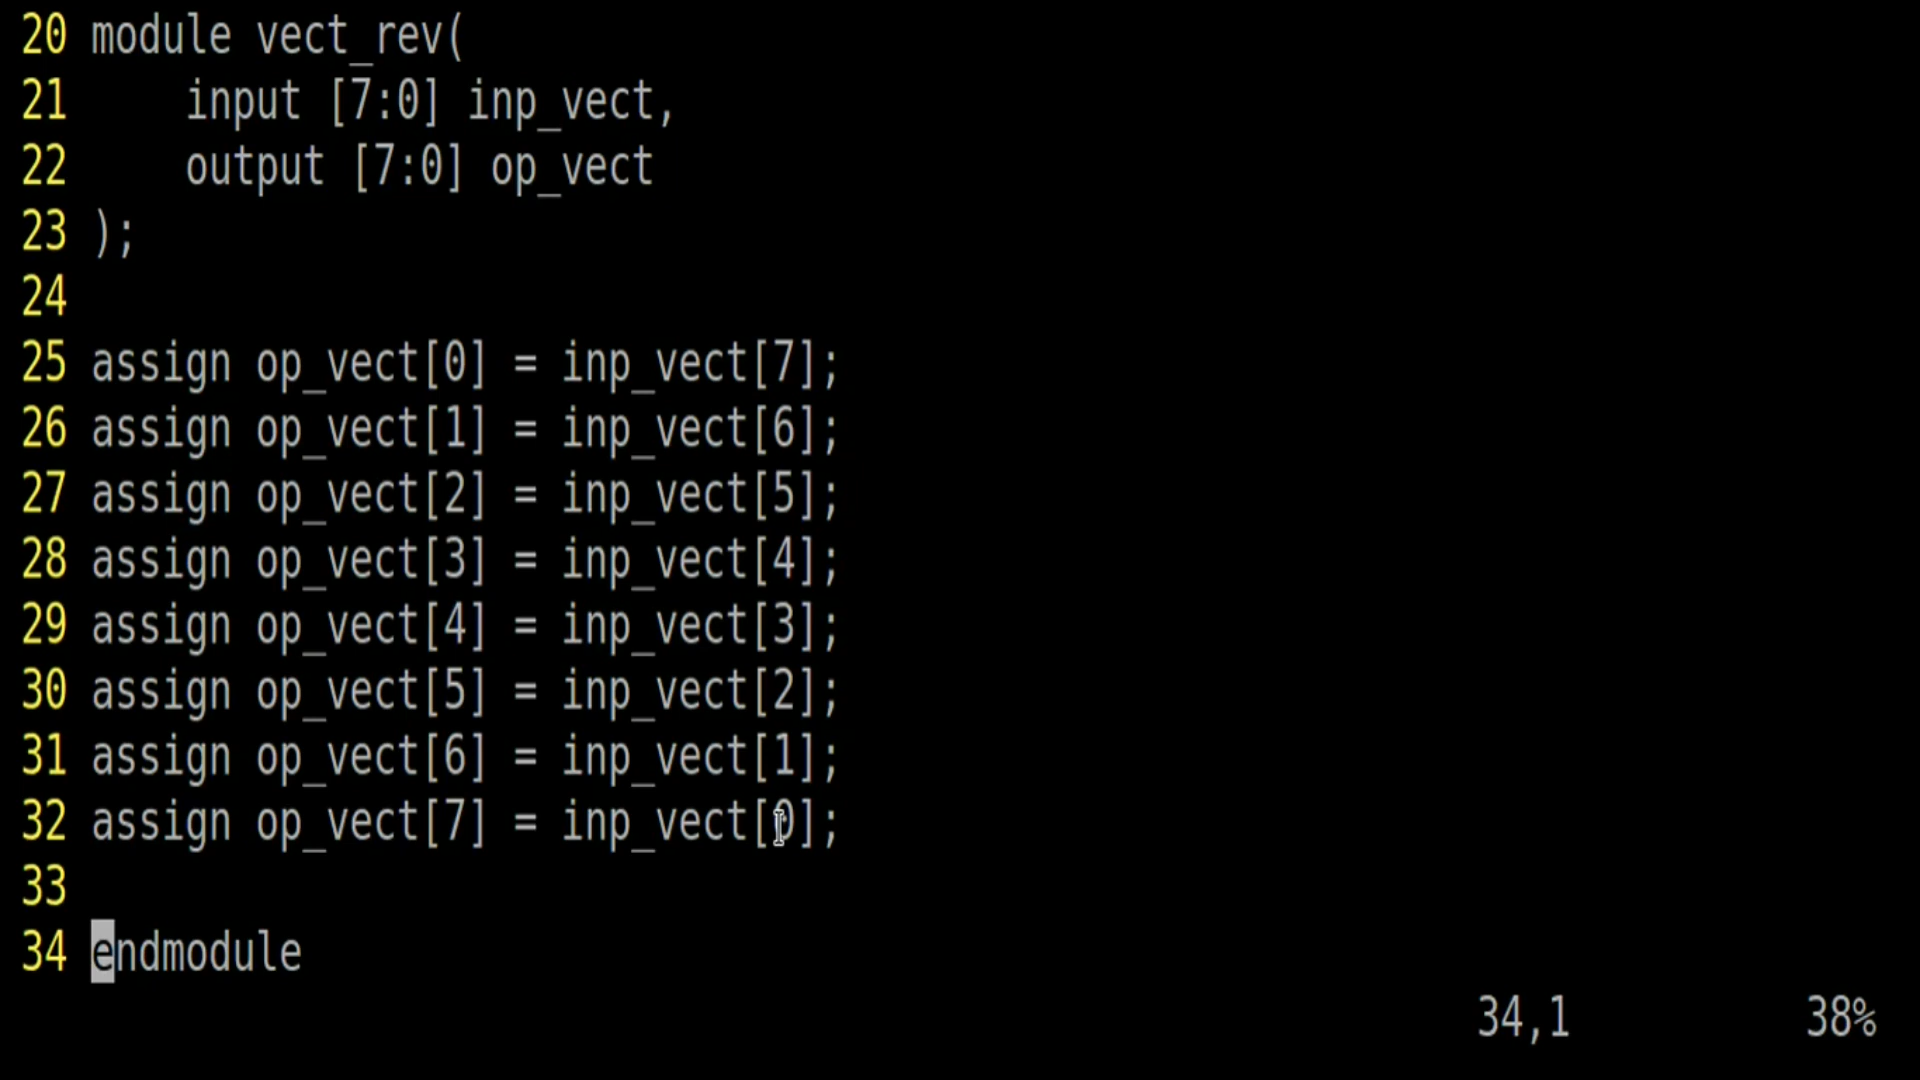 20 module vect_rev(
21     input [7:0] inp_vect,
22     output [7:0] op_vect
23 );
24
25 assign op_vect[0] = inp_vect[7];
26 assign op_vect[1] = inp_vect[6];
27 assign op_vect[2] = inp_vect[5];
28 assign op_vect[3] = inp_vect[4];
29 assign op_vect[4] = inp_vect[3];
30 assign op_vect[5] = inp_vect[2];
31 assign op_vect[6] = inp_vect[1];
32 assign op_vect[7] = inp_vect[0];
33
34 endmodule
34,1 38%